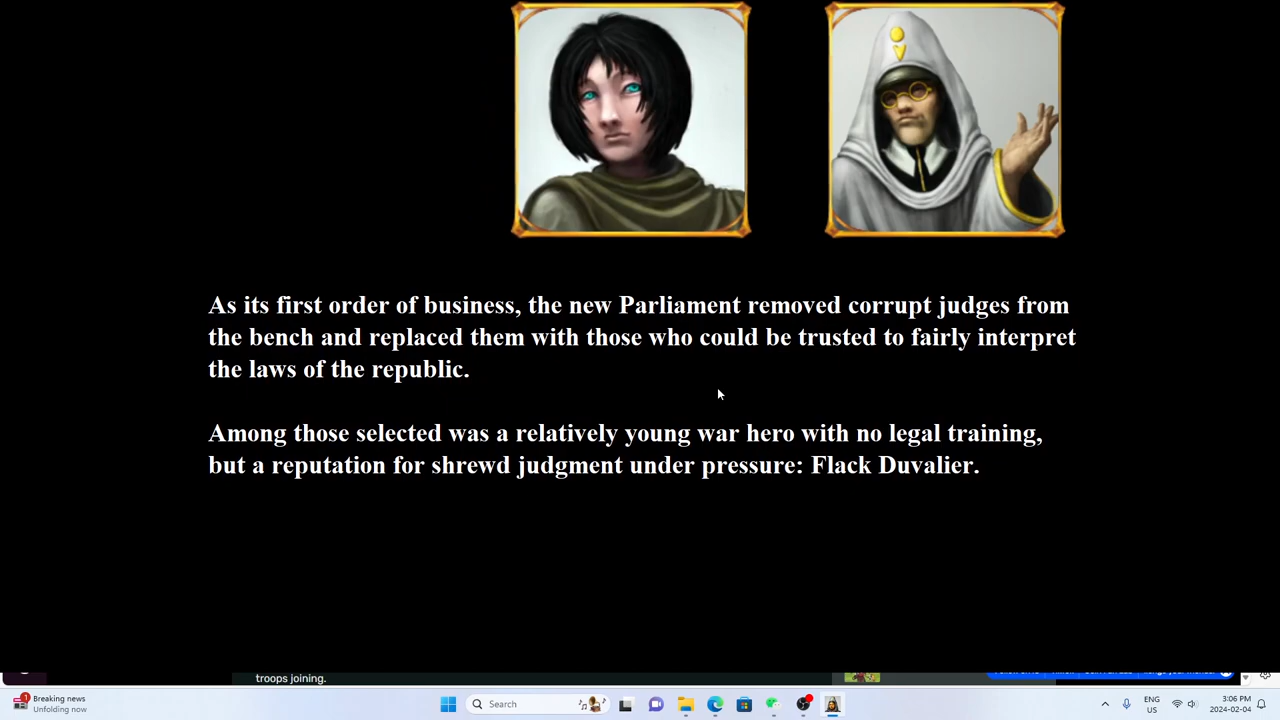 As its first order of business, the new Parliament removed corrupt judges from
the bench and replaced them with those who could be trusted to fairly interpret
the laws of the republic.
Among those selected was a relatively young war hero with no legal training,
but a reputation for shrewd judgment under pressure: Flack Duvalier.
troops joining.
1
Breaking news
Unfolding now
Search
ENG
US
3:06 PM
2024-02-04